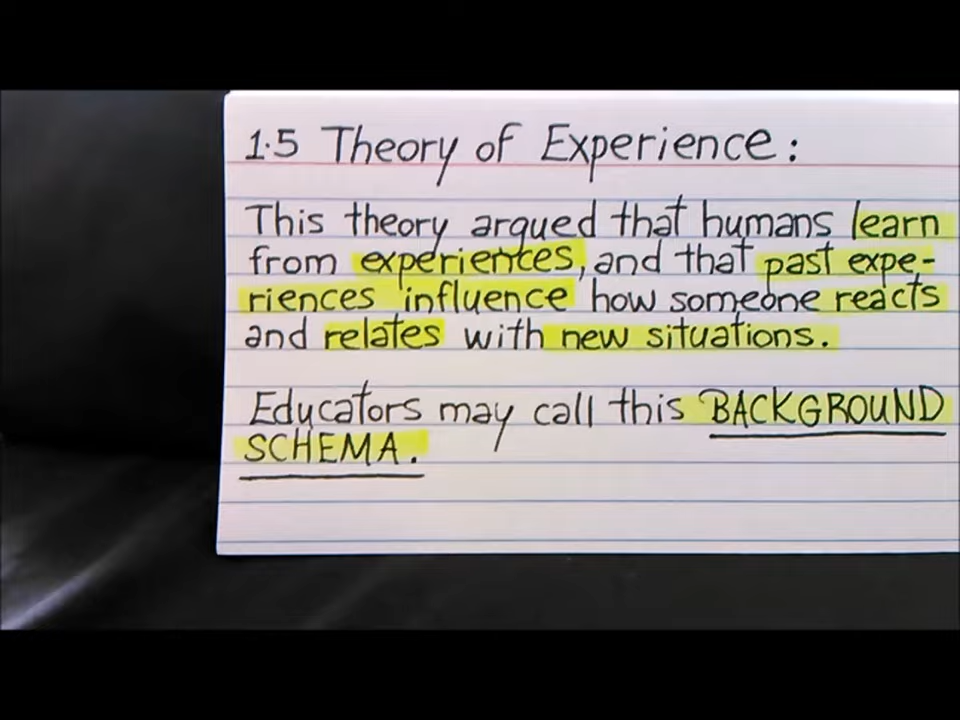 1.5 Theory of Experience:
This theory argued that humans learn
from experiences, and that past expe-
riences influence how someone reacts
and relates with new situations.
Educators may call this BACKGROUND
SCHEMA.